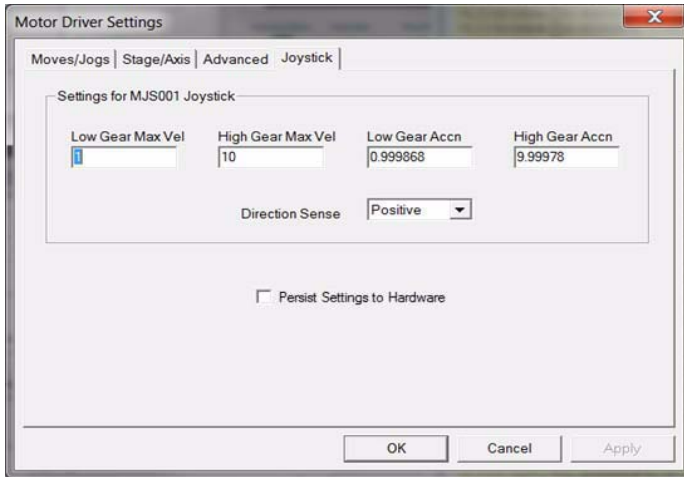 Motor Driver Settings
Moves/Jogs Stage/Axis Advanced Joystick
Settings for MJS001 Joystick
Low Gear Max Vel High Gear Max Vel Low Gear Accn High Gear Accn
1 10 0.999868 9.99978
Direction Sense Positive
Persist Settings to Hardware
OK Cancel Apply